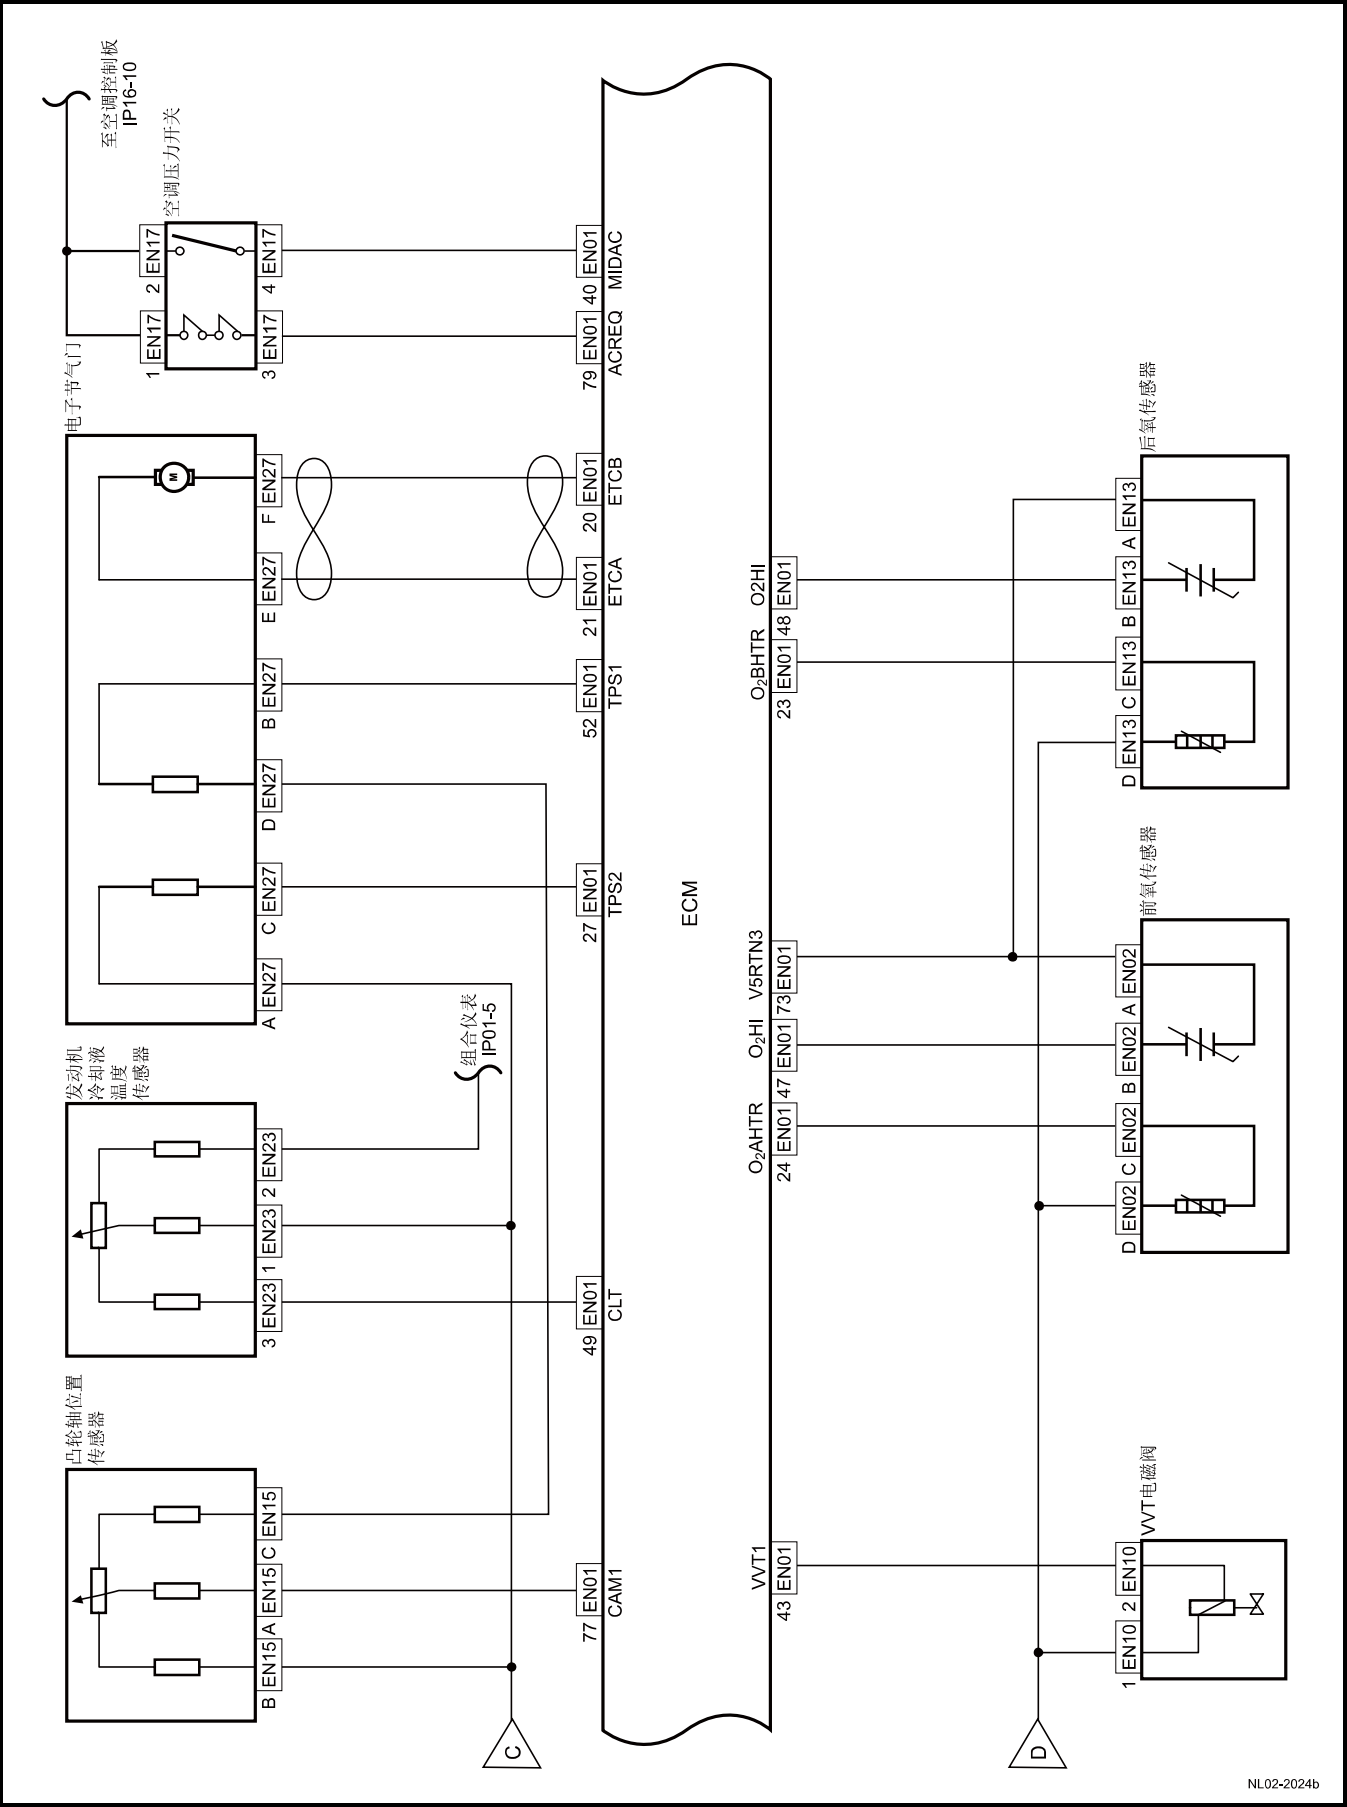 凸轮轴位置
传感器
B EN15
A EN15
C EN15
发动机
冷却液
温度
传感器
3 EN23
1 EN23
2 EN23
组合仪表
IP01-5
电子节气门
M
A EN27
C EN27
D EN27
B EN27
E EN27
F EN27
空调压力开关
1 EN17
2 EN17
3 EN17
4 EN17
至空调控制板
IP16-10
C
77 EN01
CAM1
49 EN01
CLT
27 EN01
TPS2
52 EN01
TPS1
21 EN01
ETCA
20 EN01
ETCB
79 EN01
ACREQ
40 EN01
MIDAC
ECM
VVT1
43 EN01
O₂AHTR
24 EN01
O₂HI
47 EN01
V5RTN3
73 EN01
O₂BHTR
23 EN01
O2HI
48 EN01
D
VVT电磁阀
1 EN10
2 EN10
前氧传感器
D EN02
C EN02
B EN02
A EN02
后氧传感器
D EN13
C EN13
B EN13
A EN13
NL02-2024b